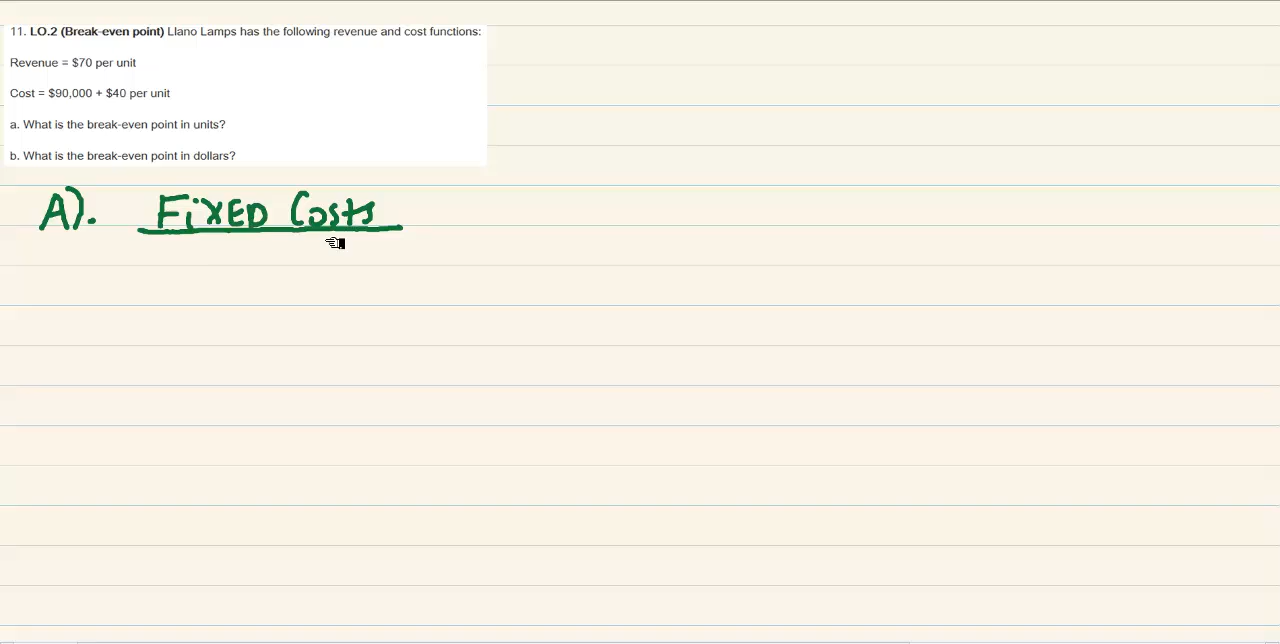 11. LO.2 (Break-even point) Llano Lamps has the following revenue and cost functions:
Revenue = $70 per unit
Cost = $90,000 + $40 per unit
a. What is the break-even point in units?
b. What is the break-even point in dollars?
A). FiXED Costs